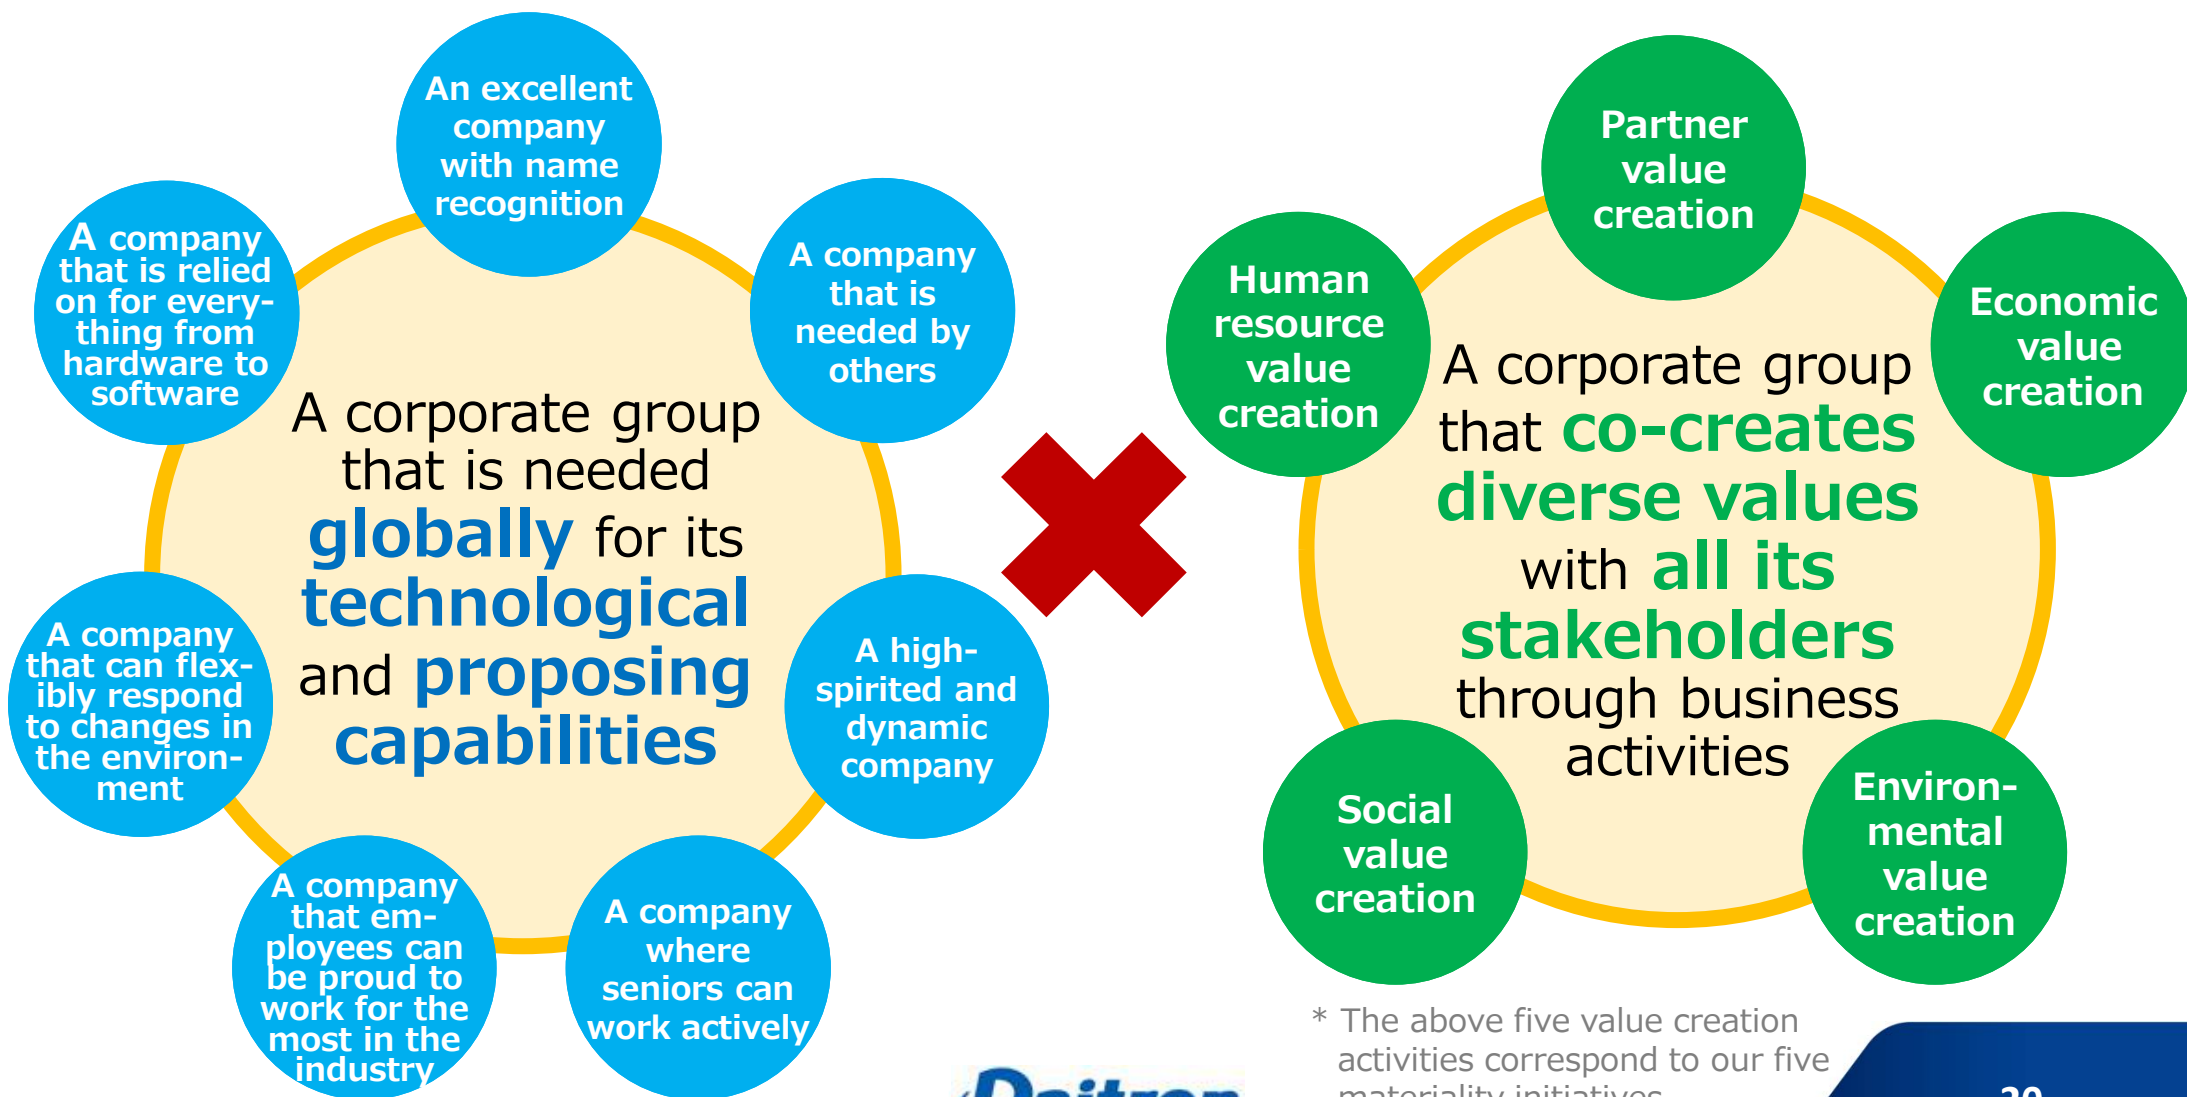 An excellent
company
with name
recognition
A company
that is
needed by
others
A high-
spirited and
dynamic
company
A company
where
seniors can
work actively
A company
that em-
ployees can
be proud to
work for the
most in the
industry
A company
that can flex-
ibly respond
to changes in
the environ-
ment
A company
that is relied
on for every-
thing from
hardware to
software
A corporate group
that is needed
globally for its
technological
and proposing
capabilities
Partner
value
creation
Economic
value
creation
Environ-
mental
value
creation
Social
value
creation
Human
resource
value
creation
A corporate group
that co-creates
diverse values
with all its
stakeholders
through business
activities
* The above five value creation
activities correspond to our five
materiality initiatives
Daitron
20